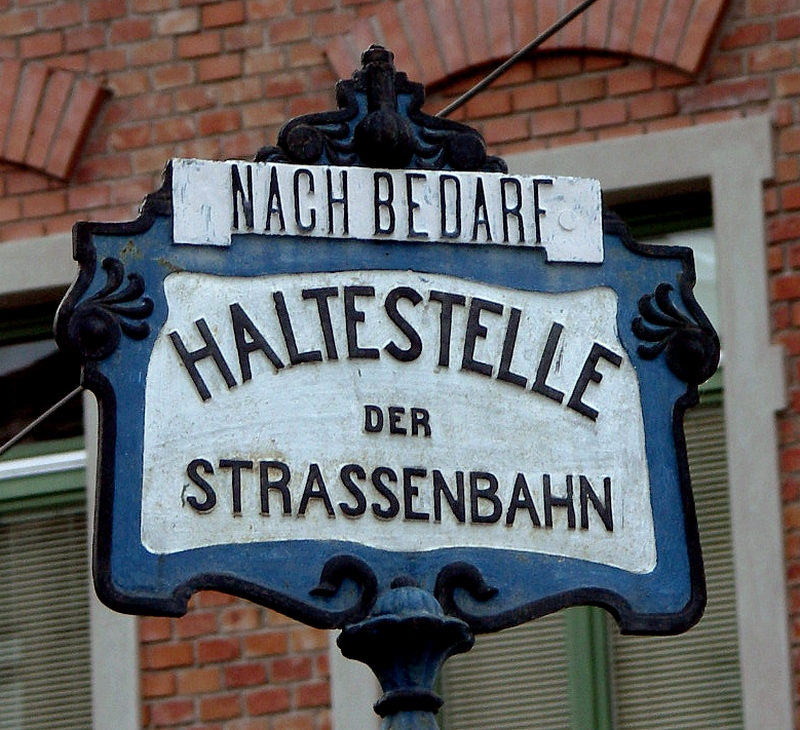 NACH BEDARF
HALTESTELLE
DER
STRASSENBAHN